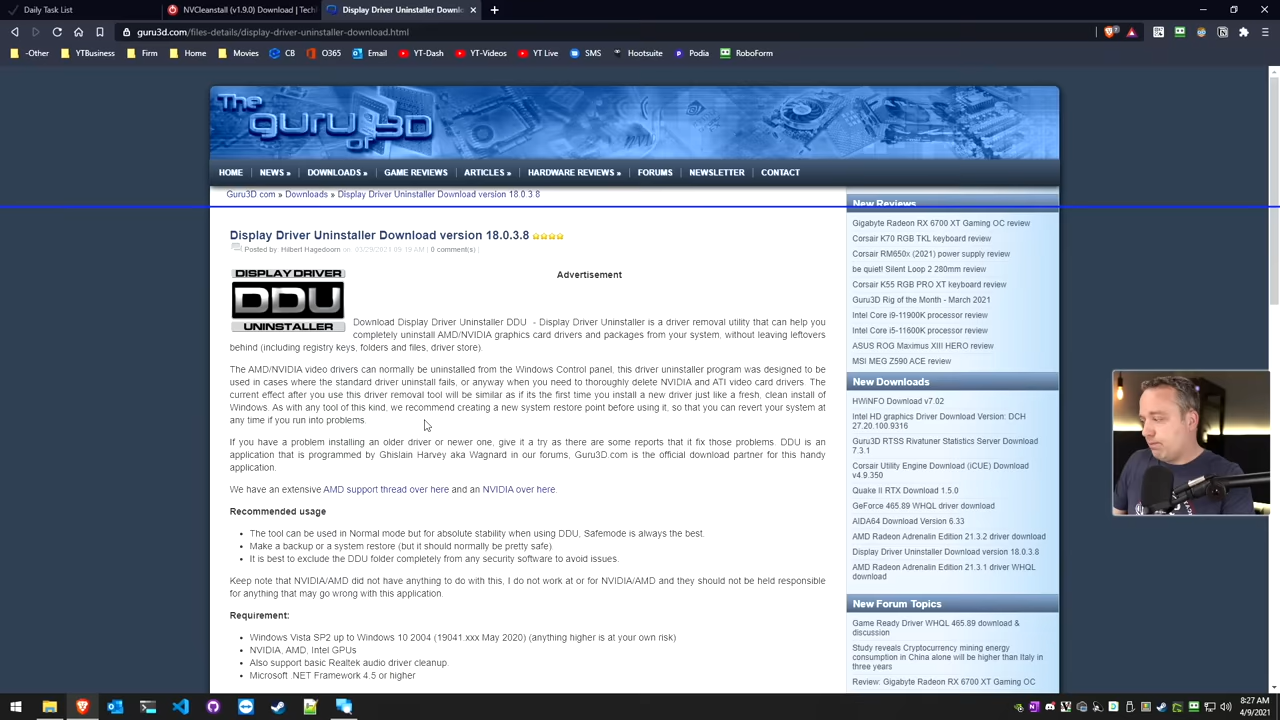 Daily Task List
NVCleanstall (v1.9.0) Download | Tech
Display Driver Uninstaller Downlo
guru3d.com/files-details/display-driver-uninstaller-download.html
-Other
YTBusiness
Farm
Home
Movies
CB
O365
YT-Dash
YT-Videos
YT Live
SMS
Hootsuite
Podia
RoboForm
The
guru of 3D
HOME
NEWS »
DOWNLOADS »
GAME REVIEWS
ARTICLES »
HARDWARE REVIEWS »
FORUMS
NEWSLETTER
CONTACT
Guru3D.com » Downloads » Display Driver Uninstaller Download version 18.0.3.8
Display Driver Uninstaller Download version 18.0.3.8
Posted by: Hilbert Hagedoorn on: 03/29/2021 09:19 AM [ 0 comment(s) ]
DISPLAY DRIVER
DDU
UNINSTALLER
Advertisement
Download Display Driver Uninstaller DDU - Display Driver Uninstaller is a driver removal utility that can help you
completely uninstall AMD/NVIDIA graphics card drivers and packages from your system, without leaving leftovers
behind (including registry keys, folders and files, driver store).
The AMD/NVIDIA video drivers can normally be uninstalled from the Windows Control panel, this driver uninstaller program was designed to be
used in cases where the standard driver uninstall fails, or anyway when you need to thoroughly delete NVIDIA and ATI video card drivers. The
current effect after you use this driver removal tool will be similar as if its the first time you install a new driver just like a fresh, clean install of
Windows. As with any tool of this kind, we recommend creating a new system restore point before using it, so that you can revert your system at
any time if you run into problems.
If you have a problem installing an older driver or newer one, give it a try as there are some reports that it fix those problems. DDU is an
application that is programmed by Ghislain Harvey aka Wagnard in our forums, Guru3D.com is the official download partner for this handy
application.
We have an extensive AMD support thread over here and an NVIDIA over here.
Recommended usage
The tool can be used in Normal mode but for absolute stability when using DDU, Safemode is always the best.
Make a backup or a system restore (but it should normally be pretty safe).
It is best to exclude the DDU folder completely from any security software to avoid issues.
Keep note that NVIDIA/AMD did not have anything to do with this, I do not work at or for NVIDIA/AMD and they should not be held responsible
for anything that may go wrong with this application.
Requirement:
Windows Vista SP2 up to Windows 10 2004 (19041.xxx May 2020) (anything higher is at your own risk)
NVIDIA, AMD, Intel GPUs
Also support basic Realtek audio driver cleanup.
Microsoft .NET Framework 4.5 or higher
New Reviews
Gigabyte Radeon RX 6700 XT Gaming OC review
Corsair K70 RGB TKL keyboard review
Corsair RM650x (2021) power supply review
be quiet! Silent Loop 2 280mm review
Corsair K55 RGB PRO XT keyboard review
Guru3D Rig of the Month - March 2021
Intel Core i9-11900K processor review
Intel Core i5-11600K processor review
ASUS ROG Maximus XIII HERO review
MSI MEG Z590 ACE review
New Downloads
HWiNFO Download v7.02
Intel HD graphics Driver Download Version: DCH
27.20.100.9316
Guru3D RTSS Rivatuner Statistics Server Download
7.3.1
Corsair Utility Engine Download (iCUE) Download
v4.9.350
Quake II RTX Download 1.5.0
GeForce 465.89 WHQL driver download
AIDA64 Download Version 6.33
AMD Radeon Adrenalin Edition 21.3.2 driver download
Display Driver Uninstaller Download version 18.0.3.8
AMD Radeon Adrenalin Edition 21.3.1 driver WHQL
download
New Forum Topics
Game Ready Driver WHQL 465.89 download &
discussion
Study reveals Cryptocurrency mining energy
consumption in China alone will be higher than Italy in
three years
Review: Gigabyte Radeon RX 6700 XT Gaming OC
8:27 AM
4/9/2021